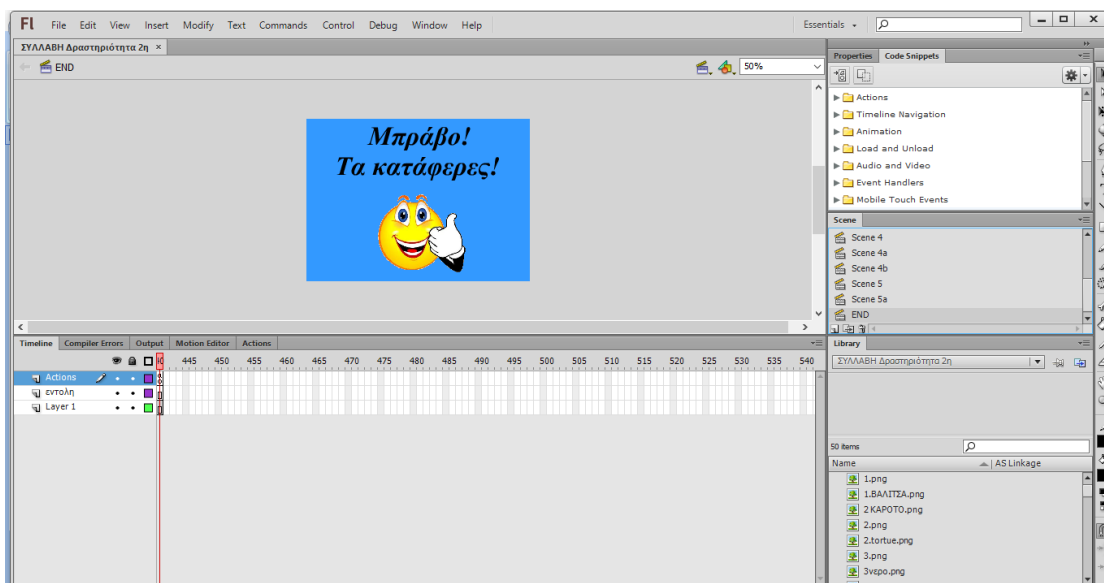 Fl File Edit View Insert Modify Text Commands Control Debug Window Help Essentials
ΣΥΛΛΑΒΗ Δραστηριότητα 2η ×
END 50%
Μπράβο!
Τα κατάφερες!
Properties Code Snippets
Actions
Timeline Navigation
Animation
Load and Unload
Audio and Video
Event Handlers
Mobile Touch Events
Scene
Scene 4
Scene 4a
Scene 4b
Scene 5
Scene 5a
END
Timeline Compiler Errors Output Motion Editor Actions
445 450 455 460 465 470 475 480 485 490 495 500 505 510 515 520 525 530 535 540
Actions
εντολη
Layer 1
Library
ΣΥΛΛΑΒΗ Δραστηριότητα 2η
50 items
Name AS Linkage
1.png
1.ΒΑΛΙΤΣΑ.png
2 ΚΑΡΟΤΟ.png
2.png
2.tortue.png
3.png
3νερο.png